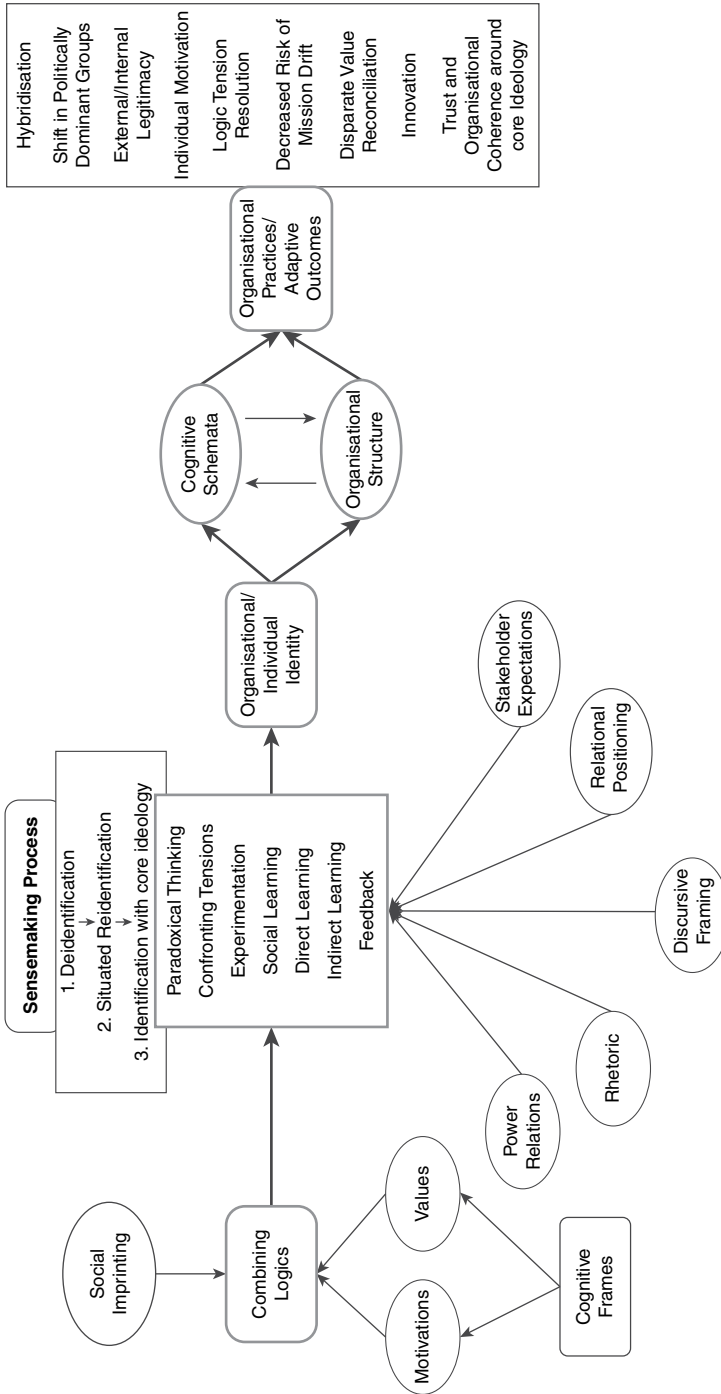 Social
Imprinting
Combining
Logics
Motivations
Values
Cognitive
Frames
Sensemaking Process
1. Deidentification
2. Situated Reidentification
3. Identification with core ideology
Paradoxical Thinking
Confronting Tensions
Experimentation
Social Learning
Direct Learning
Indirect Learning
Feedback
Power
Relations
Rhetoric
Discursive
Framing
Relational
Positioning
Stakeholder
Expectations
Organisational/
Individual
Identity
Cognitive
Schemata
Organisational
Structure
Organisational
Practices/
Adaptive
Outcomes
Hybridisation
Shift in Politically
Dominant Groups
External/Internal
Legitimacy
Individual Motivation
Logic Tension
Resolution
Decreased Risk of
Mission Drift
Disparate Value
Reconciliation
Innovation
Trust and
Organisational
Coherence around
core Ideology